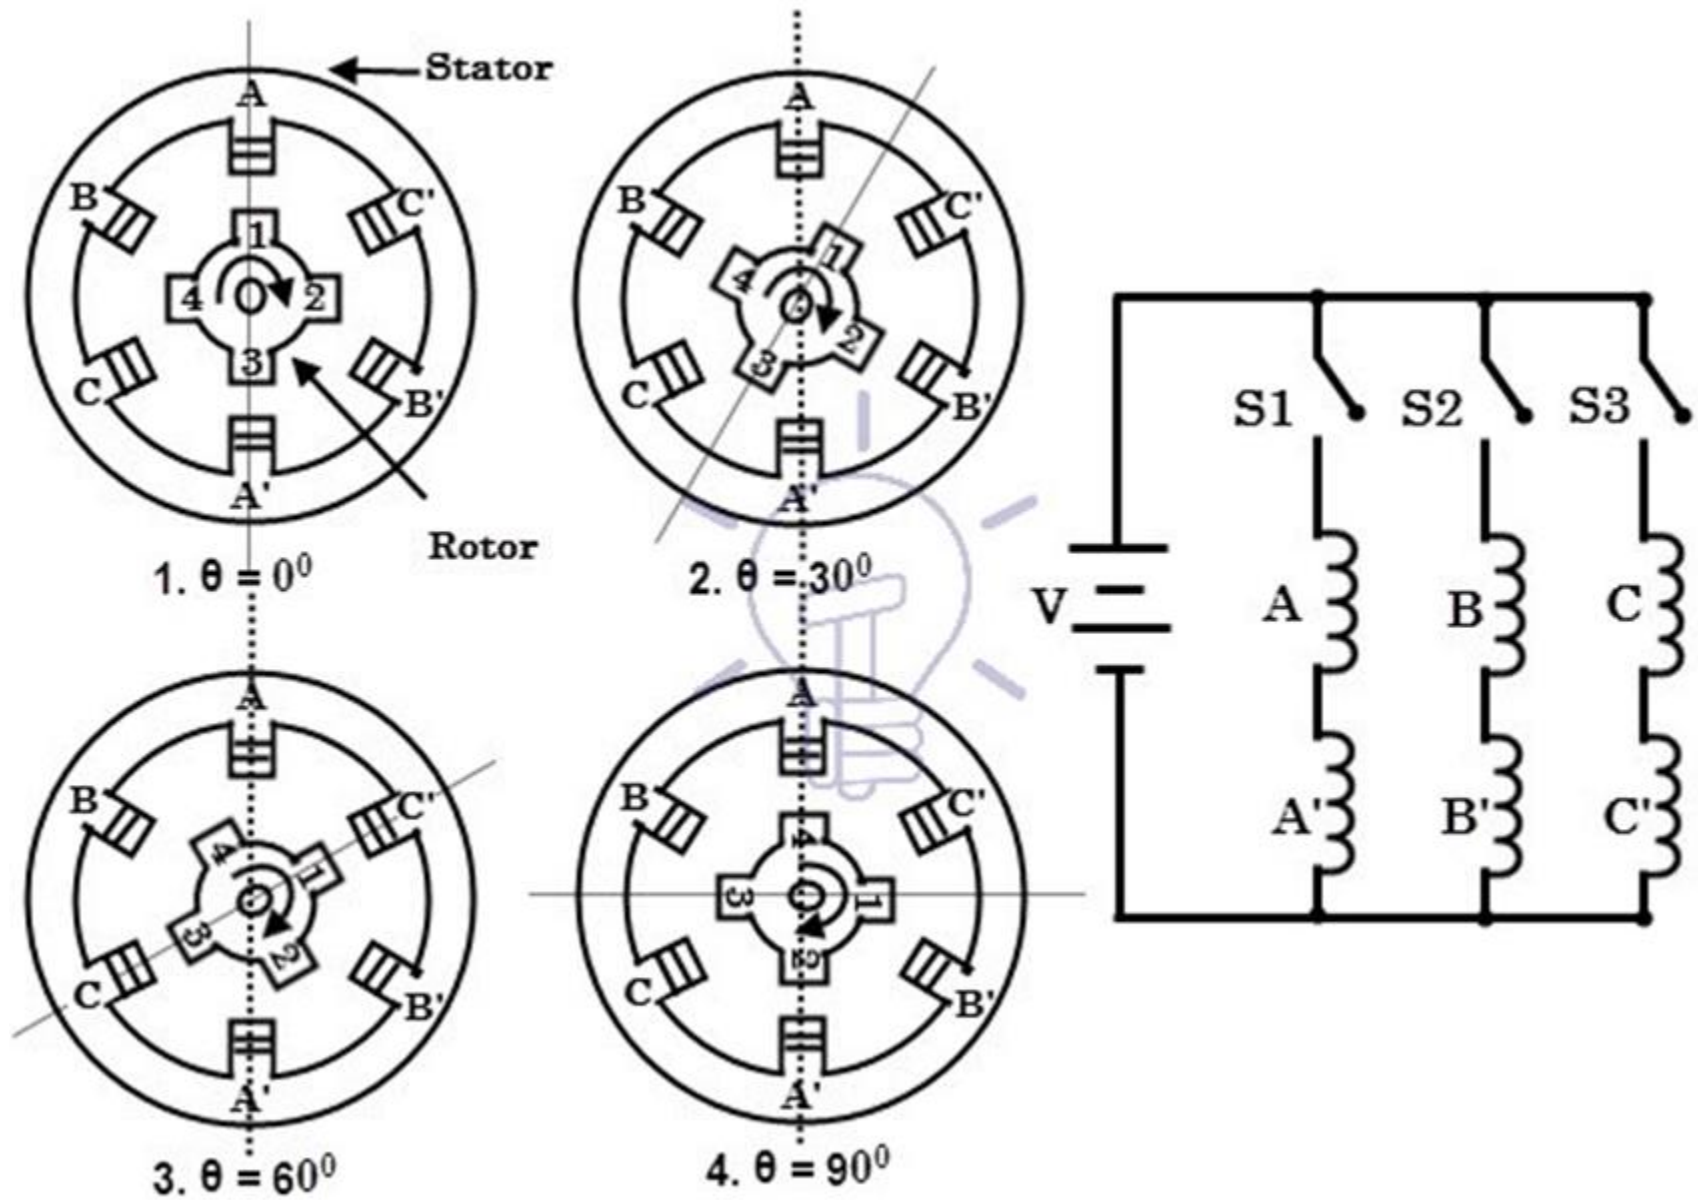 Stator
A
B
C'
1
4
2
3
C
B'
A'
Rotor
1. θ = 0⁰
A
B
C'
1
4
2
3
C
B'
A'
2. θ = 30⁰
A
B
C'
4
1
3
2
C
B'
A'
3. θ = 60⁰
A
B
C'
4
3
1
2
C
B'
A'
4. θ = 90⁰
S1
S2
S3
V
A
B
C
A'
B'
C'